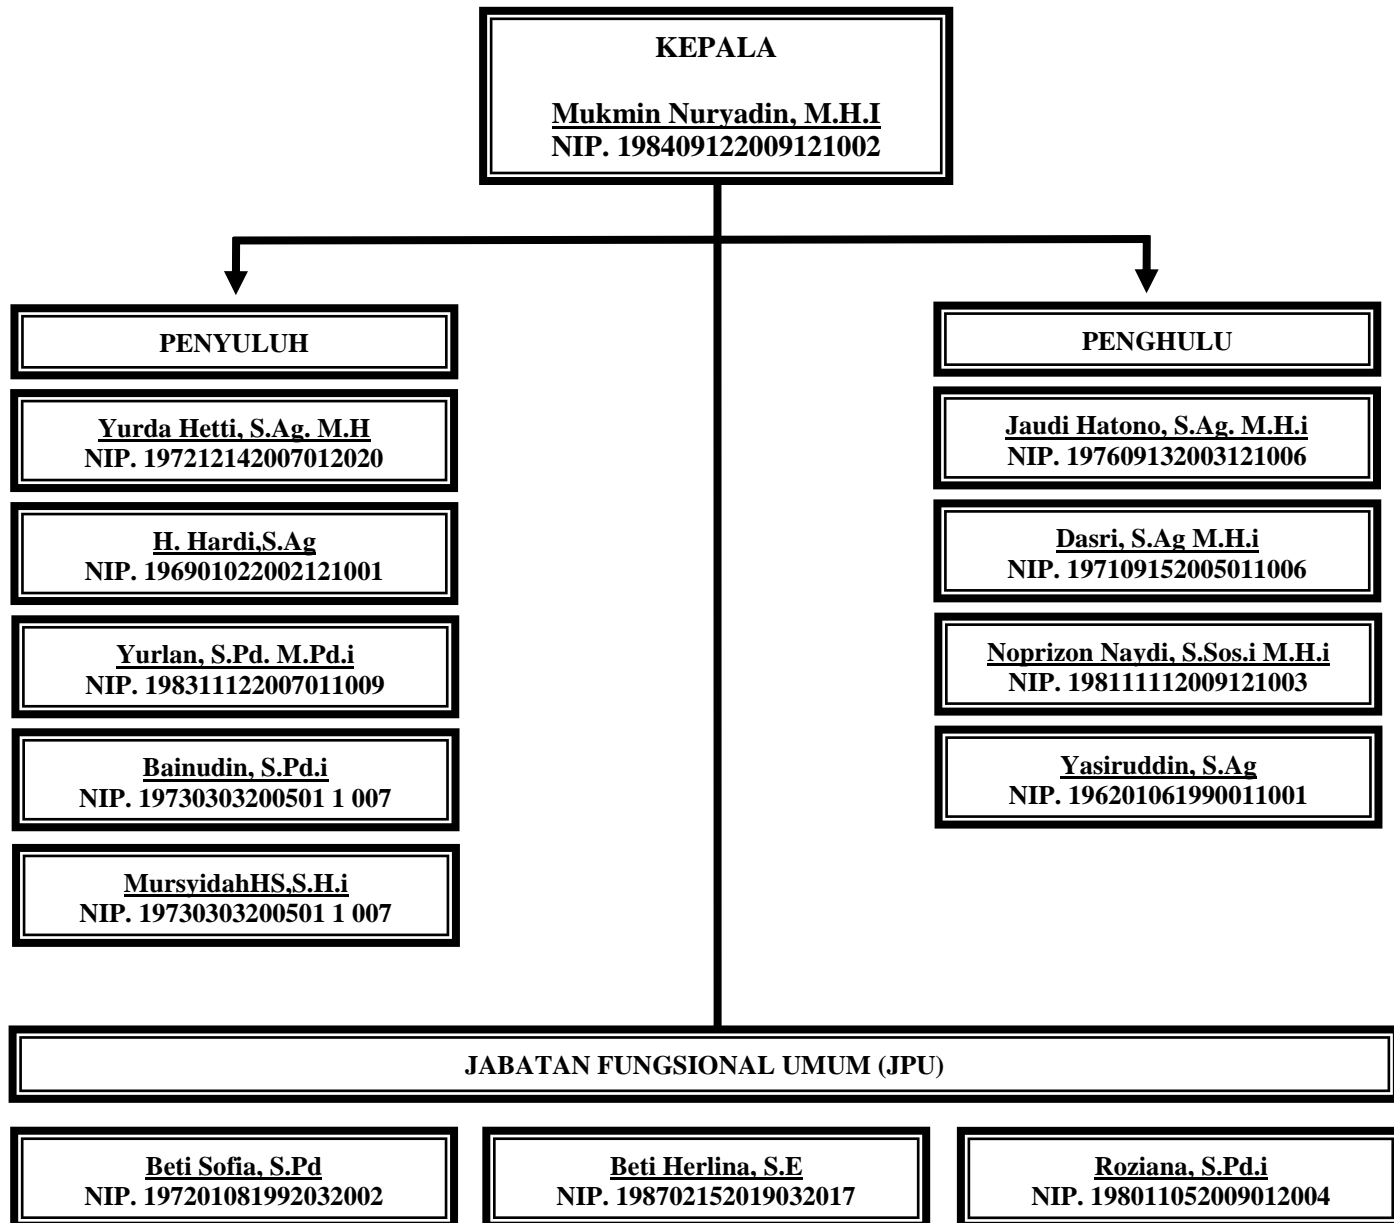 KEPALA
Mukmin Nuryadin, M.H.I
NIP. 198409122009121002
PENYULUH
Yurda Hetti, S.Ag. M.H
NIP. 197212142007012020
H. Hardi,S.Ag
NIP. 196901022002121001
Yurlan, S.Pd. M.Pd.i
NIP. 198311122007011009
Bainudin, S.Pd.i
NIP. 19730303200501 1 007
MursyidahHS,S.H.i
NIP. 19730303200501 1 007
PENGHULU
Jaudi Hatono, S.Ag. M.H.i
NIP. 197609132003121006
Dasri, S.Ag M.H.i
NIP. 197109152005011006
Noprizon Naydi, S.Sos.i M.H.i
NIP. 198111112009121003
Yasiruddin, S.Ag
NIP. 196201061990011001
JABATAN FUNGSIONAL UMUM (JPU)
Beti Sofia, S.Pd
NIP. 197201081992032002
Beti Herlina, S.E
NIP. 198702152019032017
Roziana, S.Pd.i
NIP. 198011052009012004